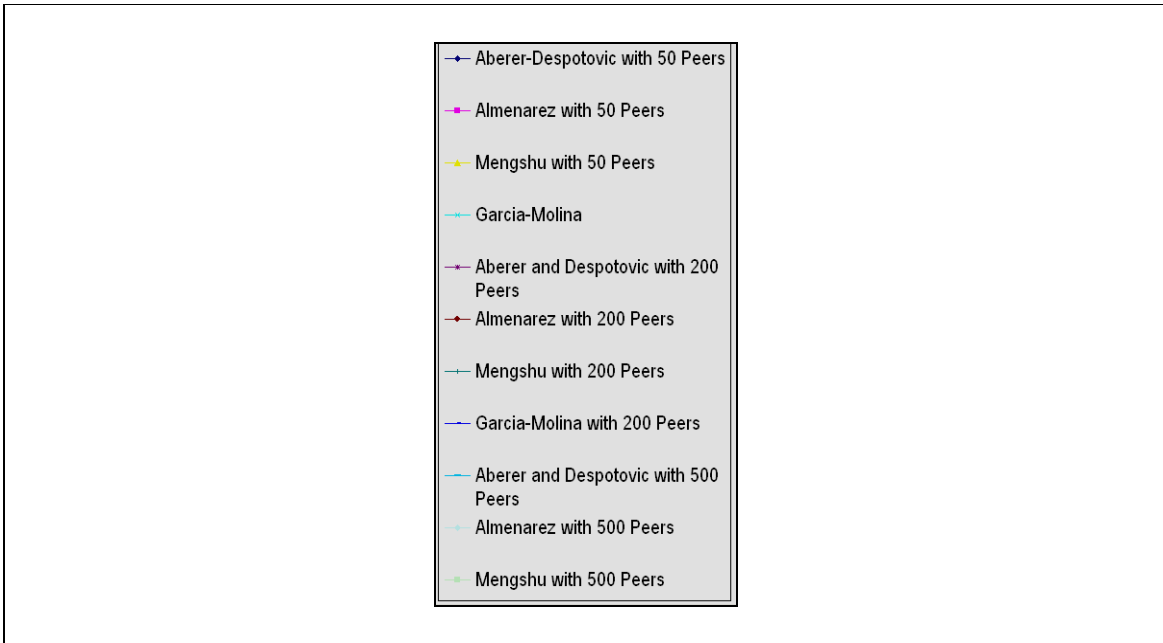 Aberer-Despotovic with 50 Peers
Almenarez with 50 Peers
Mengshu with 50 Peers
Garcia-Molina
Aberer and Despotovic with 200
Peers
Almenarez with 200 Peers
Mengshu with 200 Peers
Garcia-Molina with 200 Peers
Aberer and Despotovic with 500
Peers
Almenarez with 500 Peers
Mengshu with 500 Peers